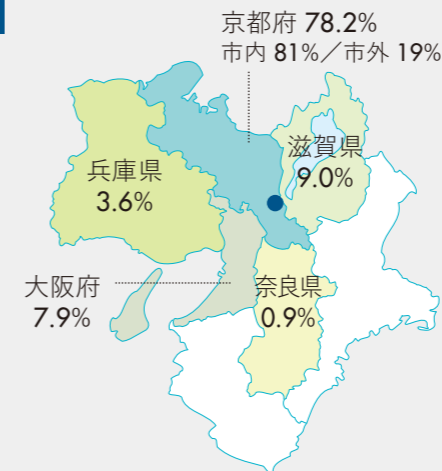 京都府 78.2%
市内 81%／市外 19%
滋賀県
9.0%
兵庫県
3.6%
大阪府
7.9%
奈良県
0.9%